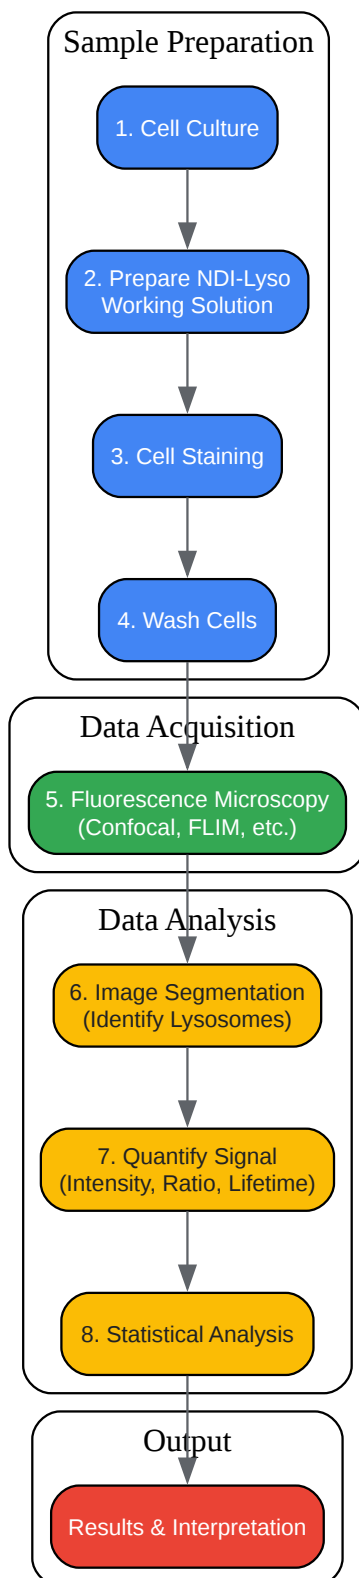 Sample Preparation
1. Cell Culture
2. Prepare NDI-Lyso
Working Solution
3. Cell Staining
4. Wash Cells
Data Acquisition
5. Fluorescence Microscopy
(Confocal, FLIM, etc.)
Data Analysis
6. Image Segmentation
(Identify Lysosomes)
7. Quantify Signal
(Intensity, Ratio, Lifetime)
8. Statistical Analysis
Output
Results & Interpretation